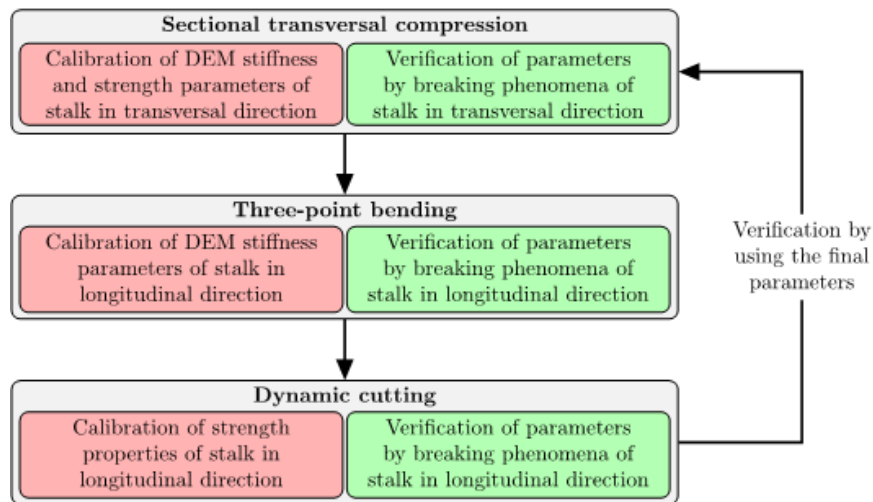 Sectional transversal compression
Calibration of DEM stiffness
and strength parameters of
stalk in transversal direction
Verification of parameters
by breaking phenomena of
stalk in transversal direction
Three-point bending
Calibration of DEM stiffness
parameters of stalk in
longitudinal direction
Verification of parameters
by breaking phenomena of
stalk in longitudinal direction
Verification by
using the final
parameters
Dynamic cutting
Calibration of strength
properties of stalk in
longitudinal direction
Verification of parameters
by breaking phenomena of
stalk in longitudinal direction